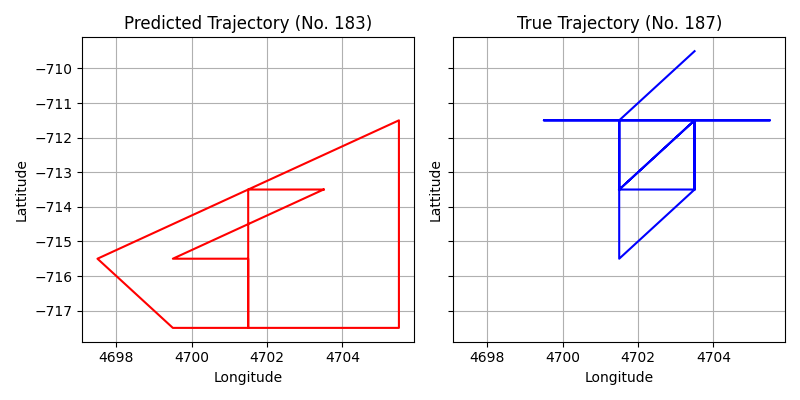 Predicted Trajectory (No. 183)
True Trajectory (No. 187)
−710
−711
−712
−713
−714
−715
−716
−717
Lattitude
4698
4700
4702
4704
Longitude
Lattitude
4698
4700
4702
4704
Longitude